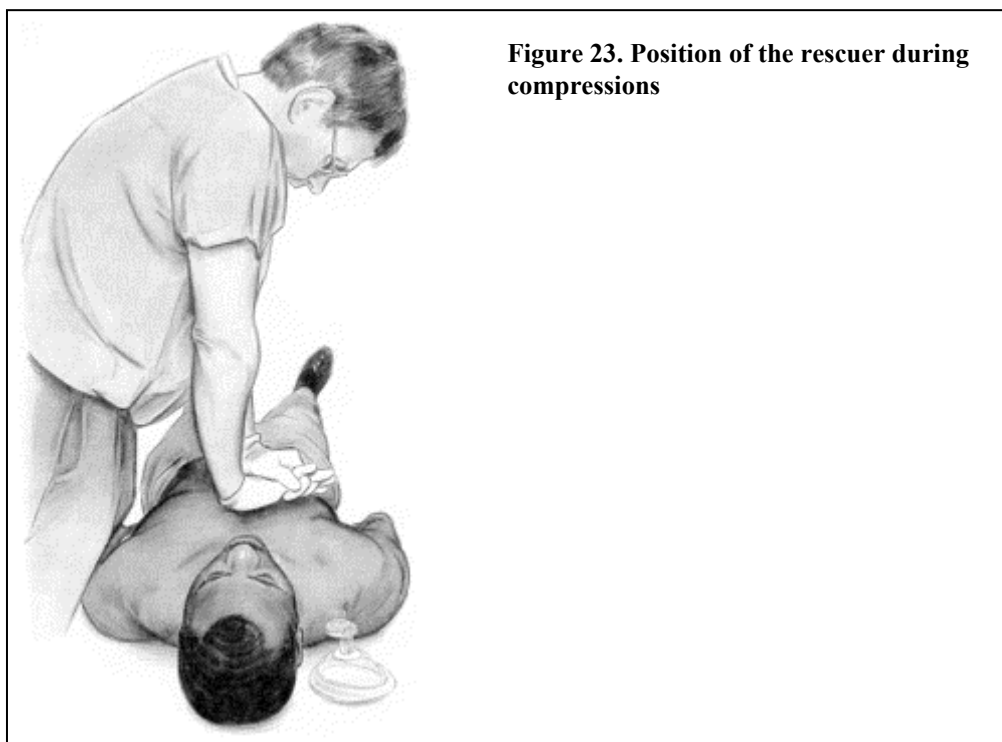 Figure 23. Position of the rescuer during
compressions